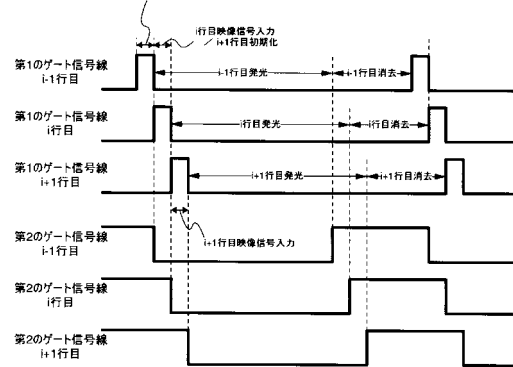 i行目映像信号入力
i+1行目初期化
第1のゲート信号線
i-1行目
i-1行目発光
i-1行目消去
第1のゲート信号線
i行目
i行目発光
i行目消去
第1のゲート信号線
i+1行目
i+1行目発光
i+1行目消去
i+1行目映像信号入力
第2のゲート信号線
i-1行目
第2のゲート信号線
i行目
第2のゲート信号線
i+1行目